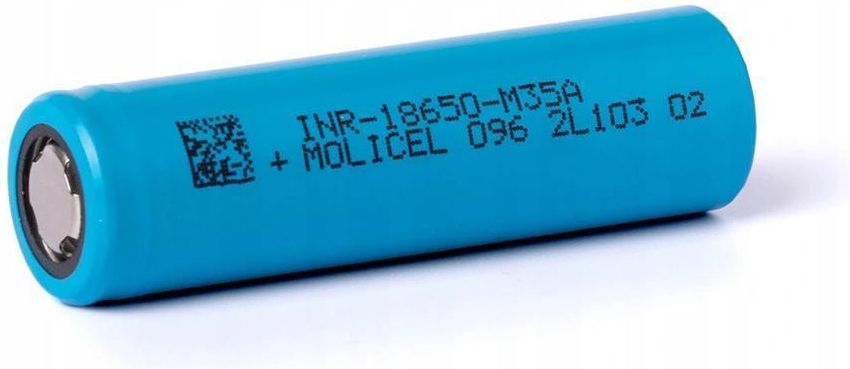 INR-18650-M35A
+ MOLICEL 096 2L103 02